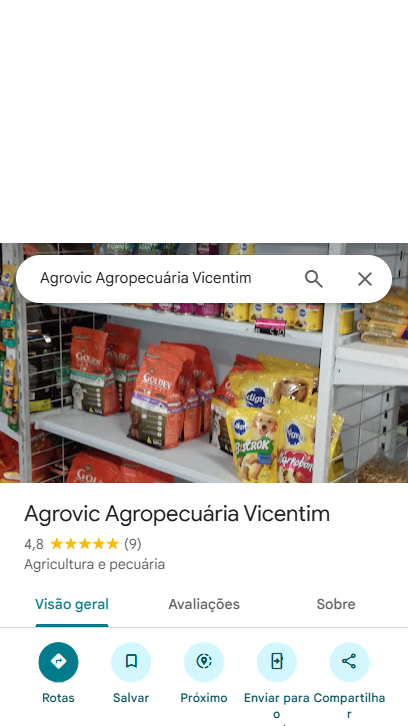 Agrovic Agropecuária Vicentim
GOLDEN
GOLDEN
Pedigree
BISCROK
Agrovic Agropecuária Vicentim
4,8 (9)
Agricultura e pecuária
Visão geral Avaliações Sobre
Rotas Salvar Próximo Enviar para o Compartilhar